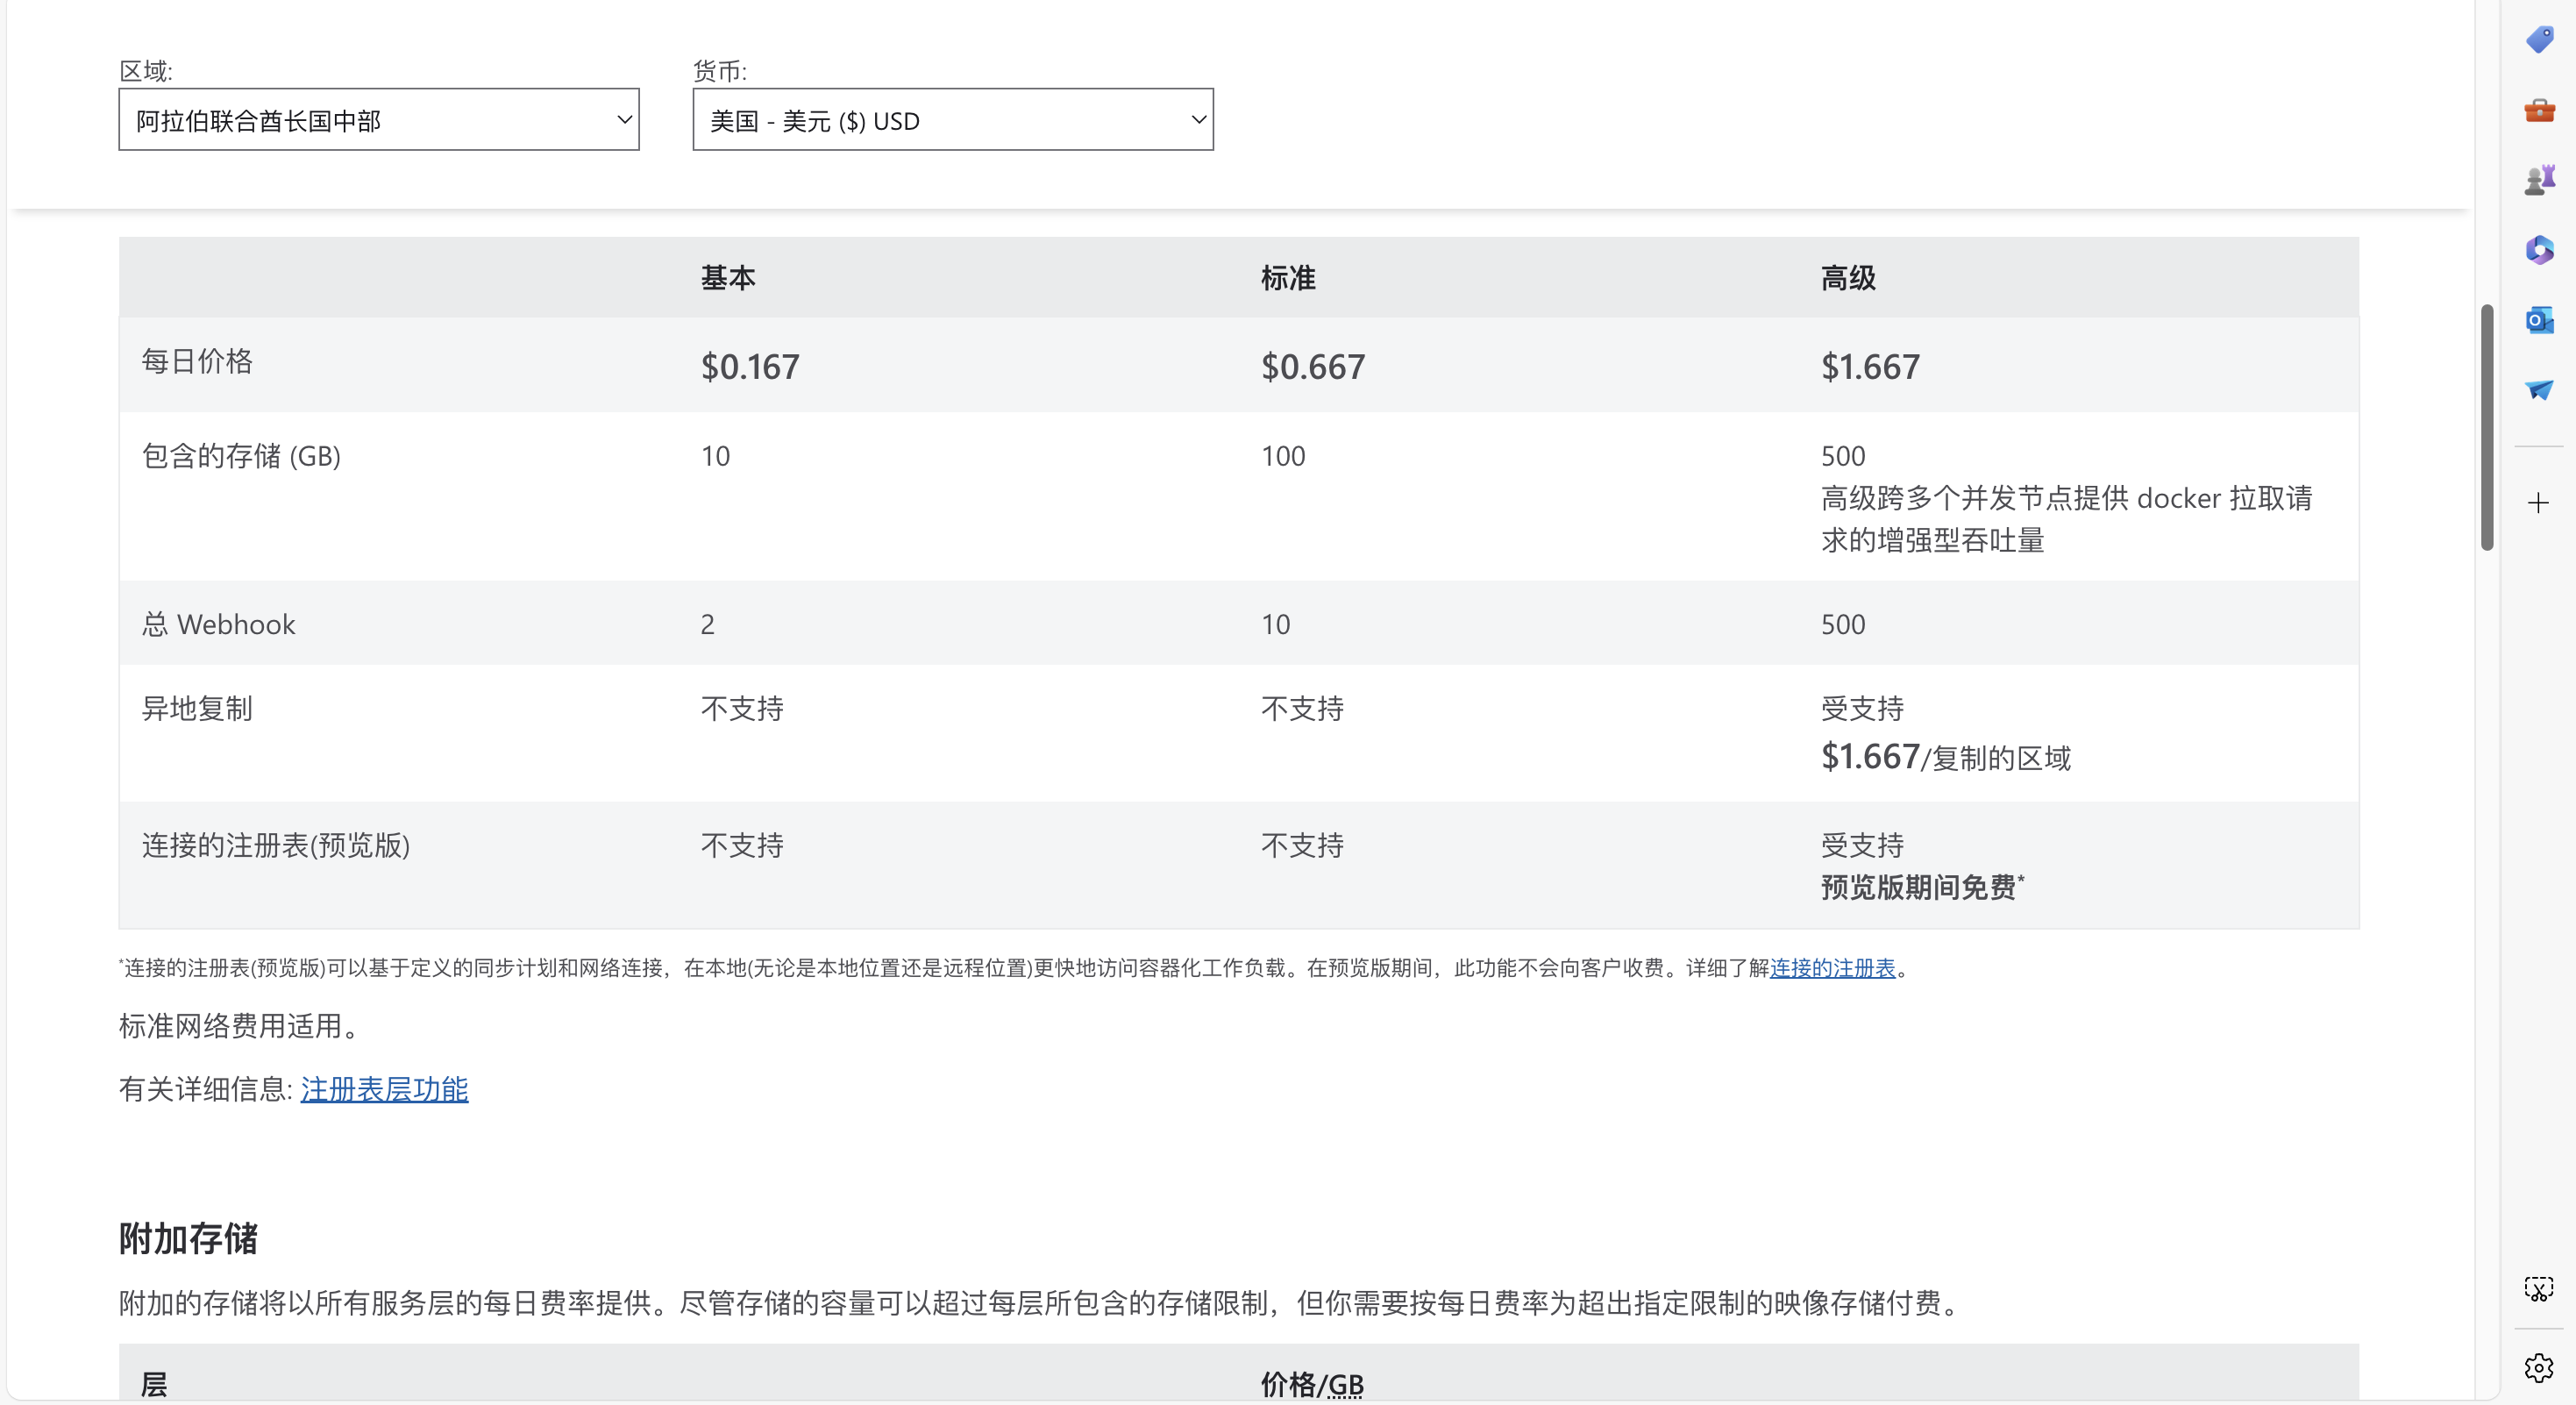 区域: 货币:
阿拉伯联合酋长国中部 美国 - 美元 ($) USD
基本 标准 高级
每日价格 $0.167 $0.667 $1.667
包含的存储 (GB) 10 100 500
高级跨多个并发节点提供 docker 拉取请
求的增强型吞吐量
总 Webhook 2 10 500
异地复制 不支持 不支持 受支持
$1.667/复制的区域
连接的注册表(预览版) 不支持 不支持 受支持
预览版期间免费*
*连接的注册表(预览版)可以基于定义的同步计划和网络连接，在本地(无论是本地位置还是远程位置)更快地访问容器化工作负载。在预览版期间，此功能不会向客户收费。详细了解连接的注册表。
标准网络费用适用。
有关详细信息: 注册表层功能
附加存储
附加的存储将以所有服务层的每日费率提供。尽管存储的容量可以超过每层所包含的存储限制，但你需要按每日费率为超出指定限制的映像存储付费。
层 价格/GB